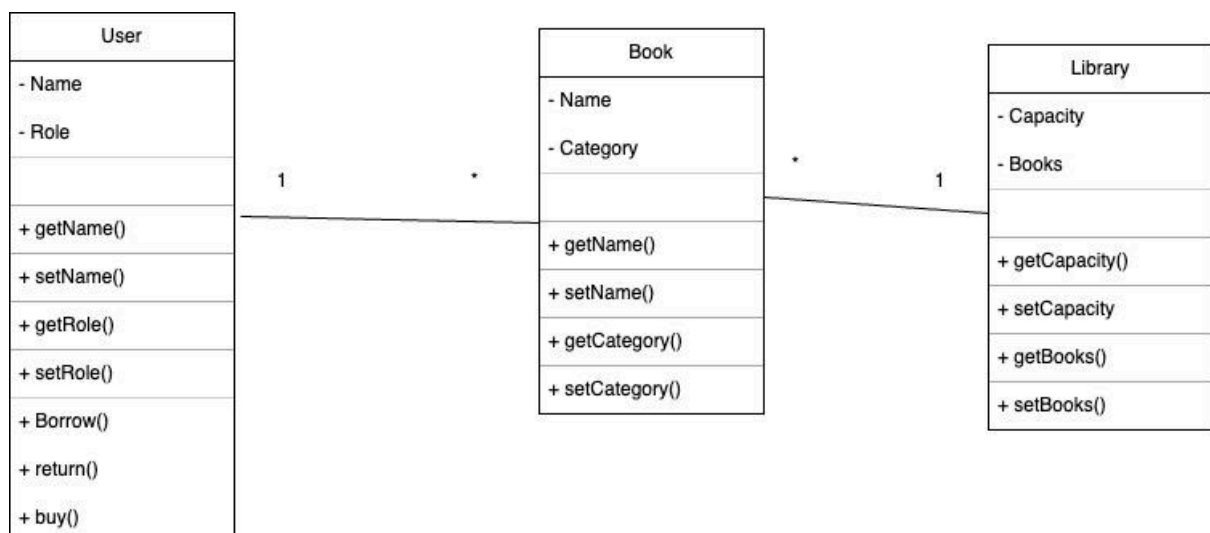 User
- Name
- Role
+ getName()
+ setName()
+ getRole()
+ setRole()
+ Borrow()
+ return()
+ buy()
1
*
Book
- Name
- Category
+ getName()
+ setName()
+ getCategory()
+ setCategory()
*
1
Library
- Capacity
- Books
+ getCapacity()
+ setCapacity
+ getBooks()
+ setBooks()